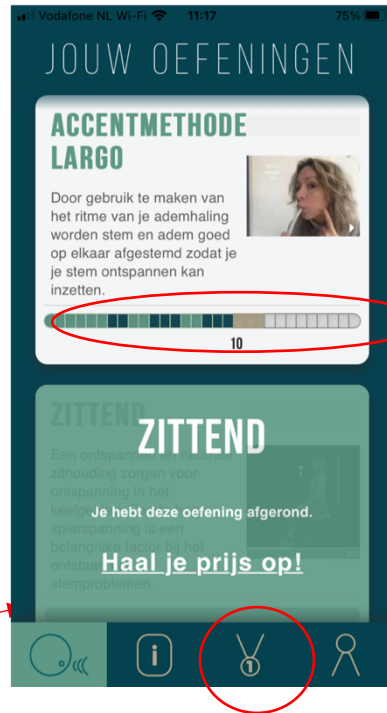 Vodafone NL Wi-Fi 11:17 75%
JOUW OEFENINGEN
ACCENTMETHODE
LARGO
Door gebruik te maken van
het ritme van je ademhaling
worden stem en adem goed
op elkaar afgestemd zodat je
je stem ontspannen kan
inzetten.
10
ZITTEND
ZITTEND
Een ontspannen en neutrale
zithouding zorgen voor
ontspanning in het
spierspanning is een
Je hebt deze oefening afgerond.
belangrijke factor bij het
Haal je prijs op!
stemproblemen.
i
1